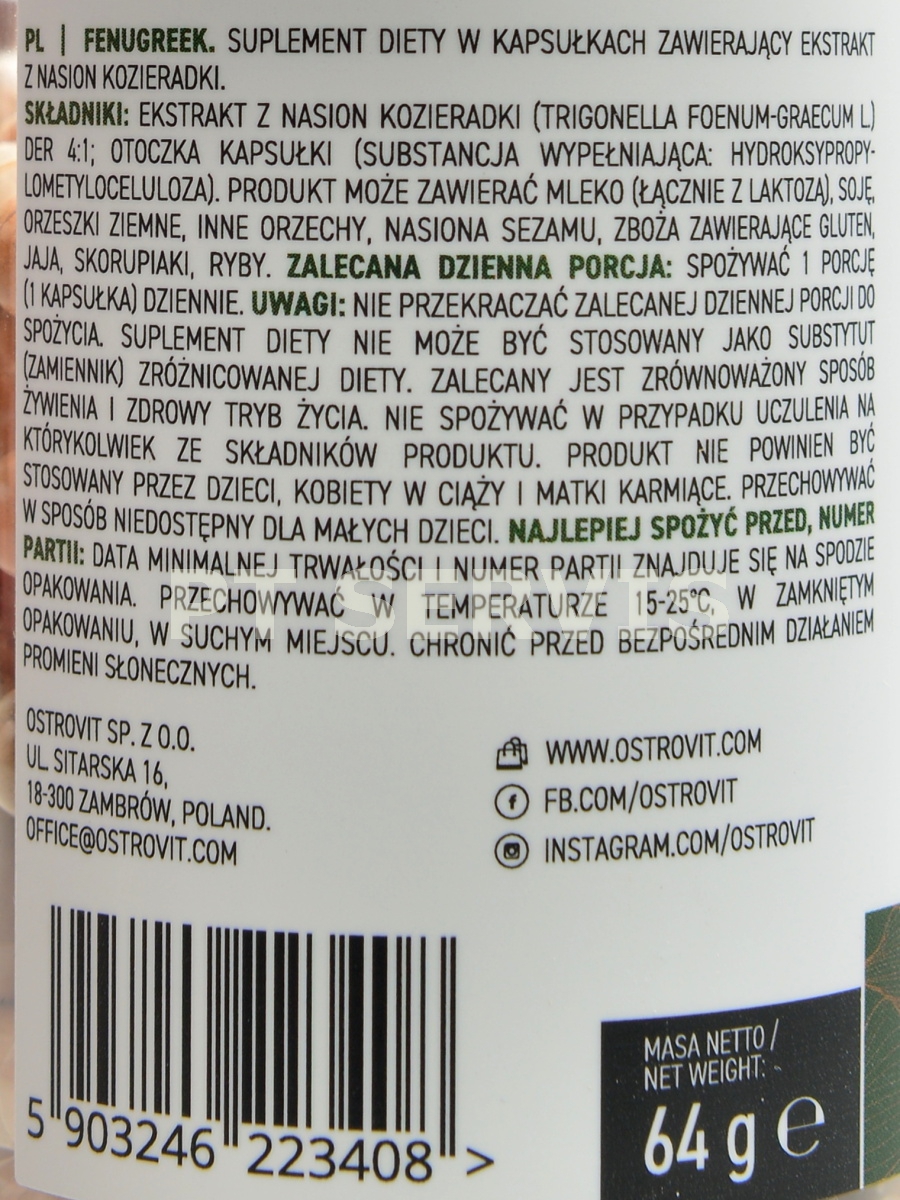 PL | FENUGREEK. SUPLEMENT DIETY W KAPSUŁKACH ZAWIERAJĄCY EKSTRAKT
Z NASION KOZIERADKI.
SKŁADNIKI: EKSTRAKT Z NASION KOZIERADKI (TRIGONELLA FOENUM-GRAECUM L.)
DER 4:1; OTOCZKA KAPSUŁKI (SUBSTANCJA WYPEŁNIAJĄCA: HYDROKSYPROPY-
LOMETYLOCELULOZA). PRODUKT MOŻE ZAWIERAĆ MLEKO (ŁĄCZNIE Z LAKTOZĄ), SOJĘ,
ORZESZKI ZIEMNE, INNE ORZECHY, NASIONA SEZAMU, ZBOŻA ZAWIERAJĄCE GLUTEN,
JAJA, SKORUPIAKI, RYBY. ZALECANA DZIENNA PORCJA: SPOŻYWAĆ 1 PORCJĘ
(1 KAPSUŁKA) DZIENNIE. UWAGI: NIE PRZEKRACZAĆ ZALECANEJ DZIENNEJ PORCJI DO
SPOŻYCIA. SUPLEMENT DIETY NIE MOŻE BYĆ STOSOWANY JAKO SUBSTYTUT
(ZAMIENNIK) ZRÓŻNICOWANEJ DIETY. ZALECANY JEST ZRÓWNOWAŻONY SPOSÓB
ŻYWIENIA I ZDROWY TRYB ŻYCIA. NIE SPOŻYWAĆ W PRZYPADKU UCZULENIA NA
KTÓRYKOLWIEK ZE SKŁADNIKÓW PRODUKTU. PRODUKT NIE POWINIEN BYĆ
STOSOWANY PRZEZ DZIECI, KOBIETY W CIĄŻY I MATKI KARMIĄCE. PRZECHOWYWAĆ
W SPOSÓB NIEDOSTĘPNY DLA MAŁYCH DZIECI. NAJLEPIEJ SPOŻYĆ PRZED, NUMER
PARTII: DATA MINIMALNEJ TRWAŁOŚCI I NUMER PARTII ZNAJDUJE SIĘ NA SPODZIE
OPAKOWANIA. PRZECHOWYWAĆ W TEMPERATURZE 15-25°C, W ZAMKNIĘTYM
OPAKOWANIU, W SUCHYM MIEJSCU. CHRONIĆ PRZED BEZPOŚREDNIM DZIAŁANIEM
PROMIENI SŁONECZNYCH.
PT SERVIS
OSTROVIT SP. Z O.O.
UL. SITARSKA 16,
18-300 ZAMBRÓW, POLAND.
OFFICE@OSTROVIT.COM
WWW.OSTROVIT.COM
FB.COM/OSTROVIT
INSTAGRAM.COM/OSTROVIT
5 903246 223408 >
MASA NETTO /
NET WEIGHT:
64 g ℮